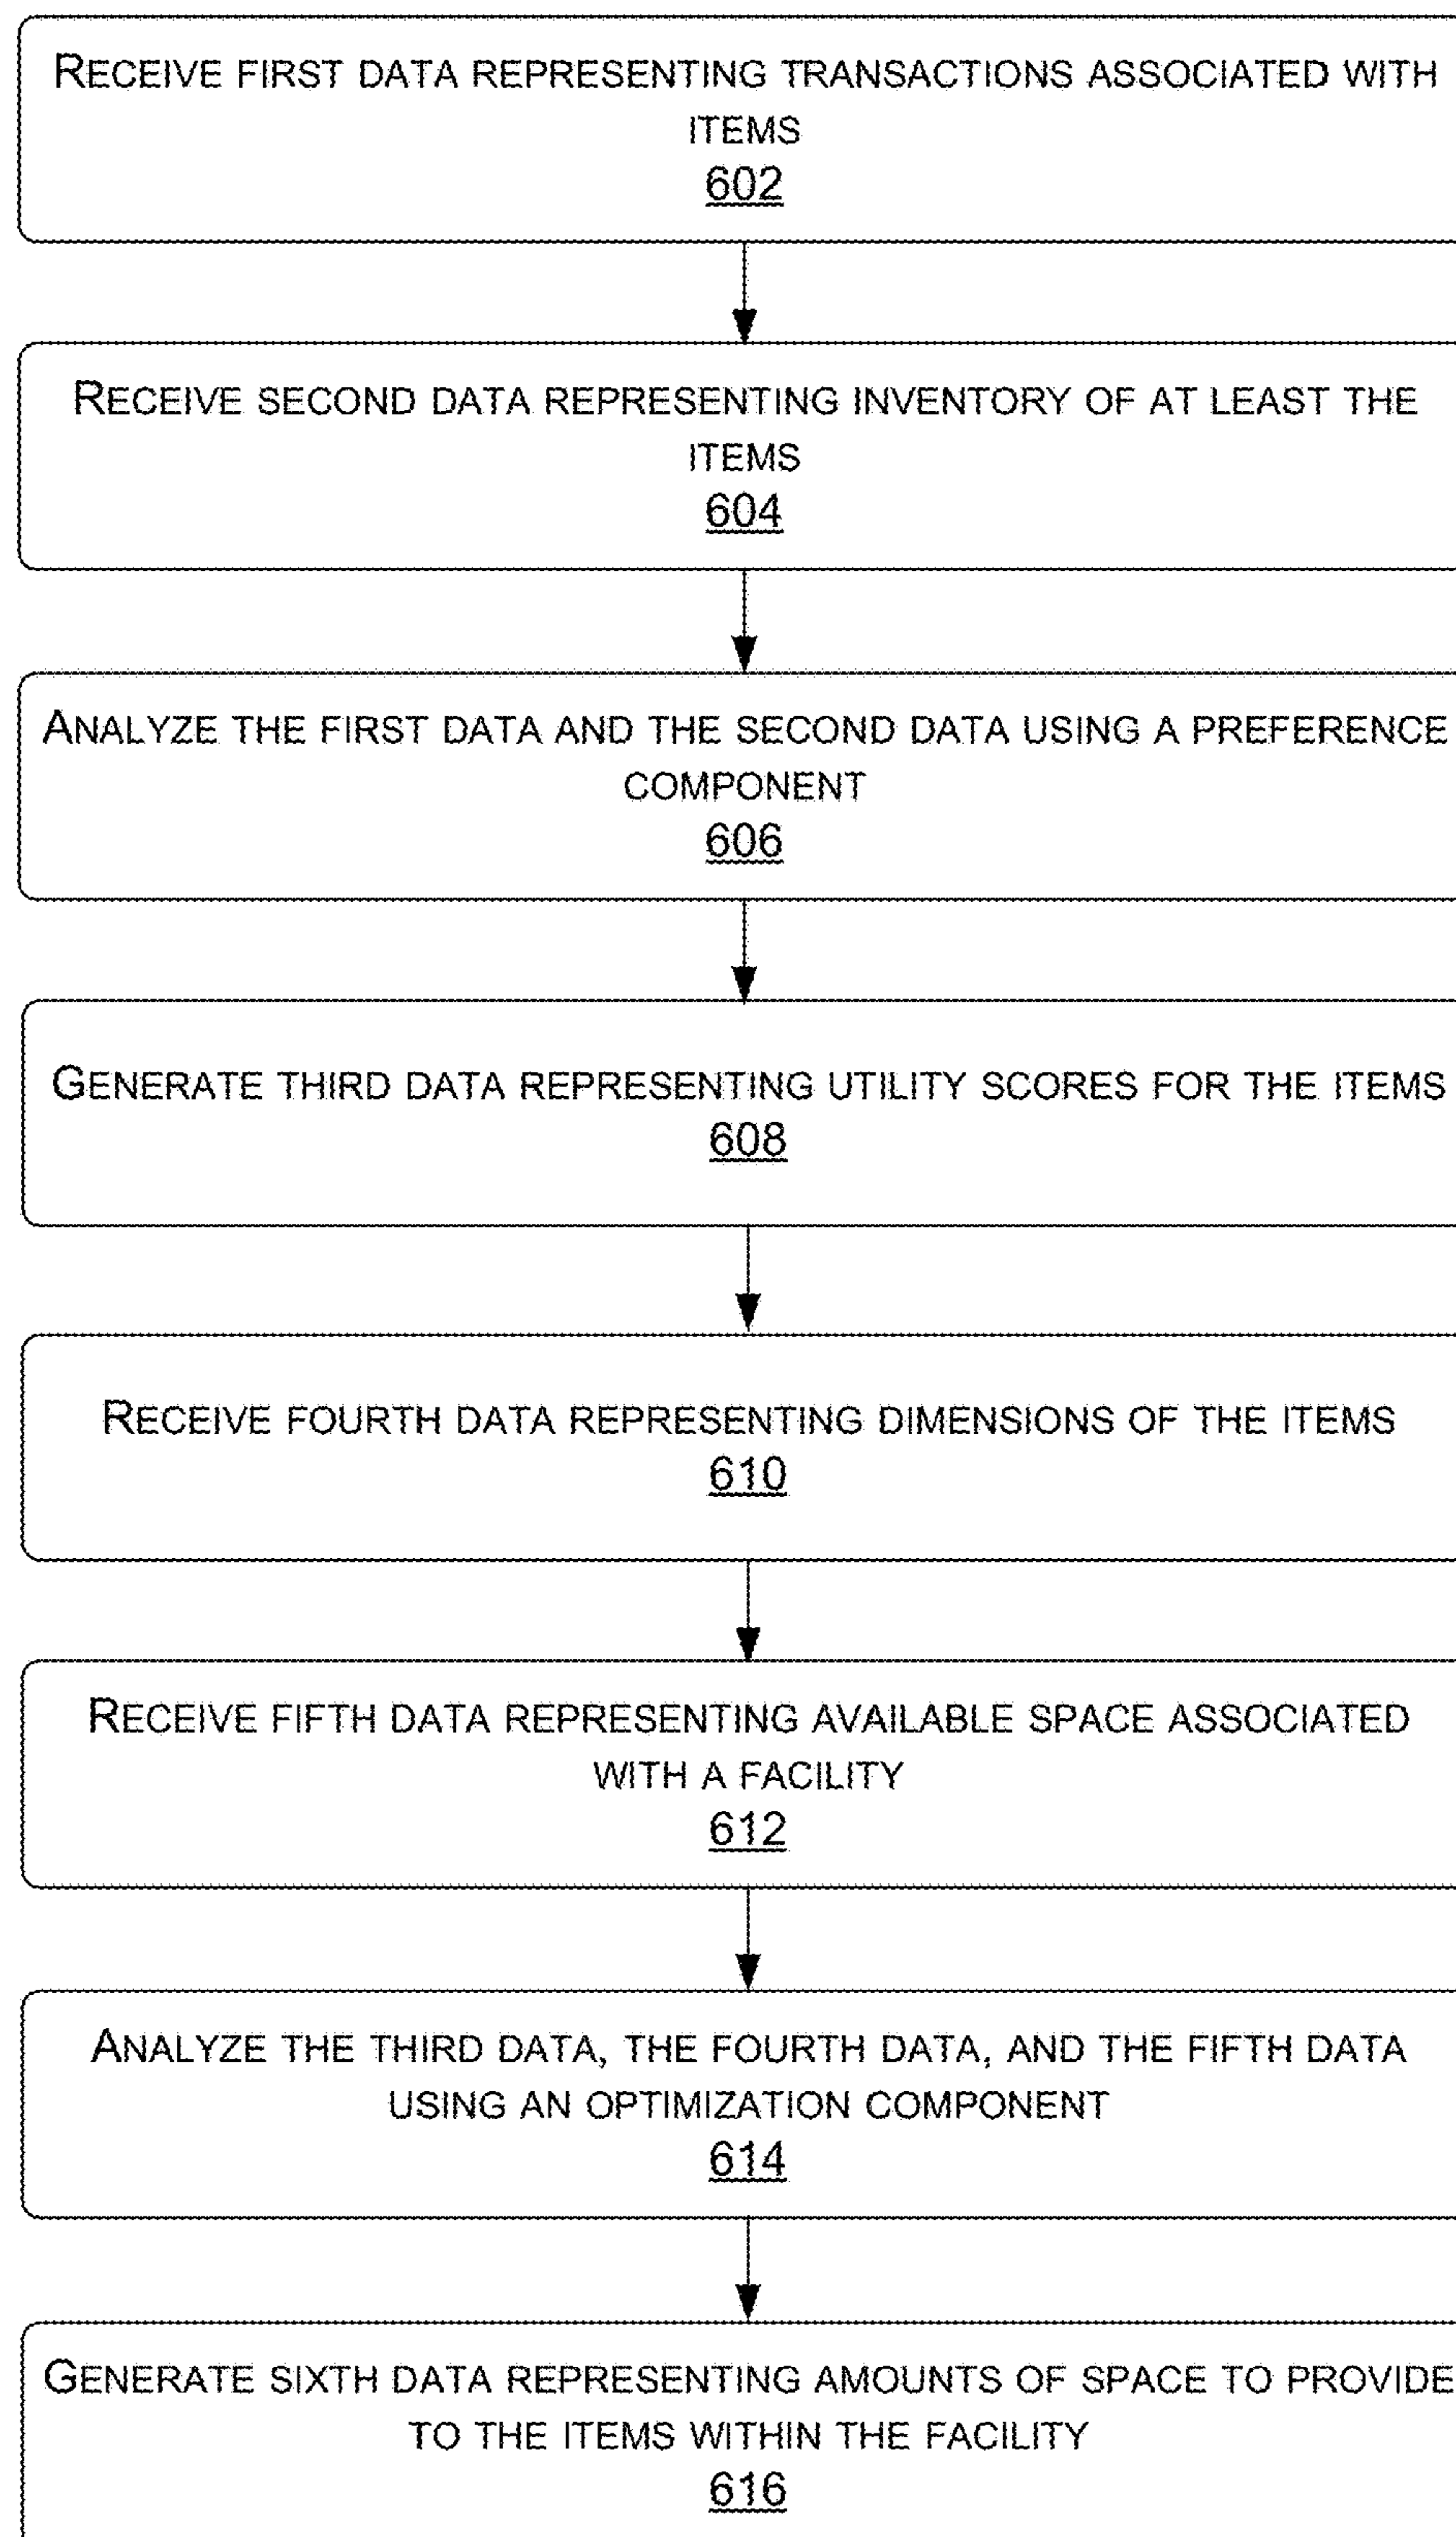 RECEIVE FIRST DATA REPRESENTING TRANSACTIONS ASSOCIATED WITH
ITEMS
602
RECEIVE SECOND DATA REPRESENTING INVENTORY OF AT LEAST THE
ITEMS
604
ANALYZE THE FIRST DATA AND THE SECOND DATA USING A PREFERENCE
COMPONENT
606
GENERATE THIRD DATA REPRESENTING UTILITY SCORES FOR THE ITEMS
608
RECEIVE FOURTH DATA REPRESENTING DIMENSIONS OF THE ITEMS
610
RECEIVE FIFTH DATA REPRESENTING AVAILABLE SPACE ASSOCIATED
WITH A FACILITY
612
ANALYZE THE THIRD DATA, THE FOURTH DATA, AND THE FIFTH DATA
USING AN OPTIMIZATION COMPONENT
614
GENERATE SIXTH DATA REPRESENTING AMOUNTS OF SPACE TO PROVIDE
TO THE ITEMS WITHIN THE FACILITY
616